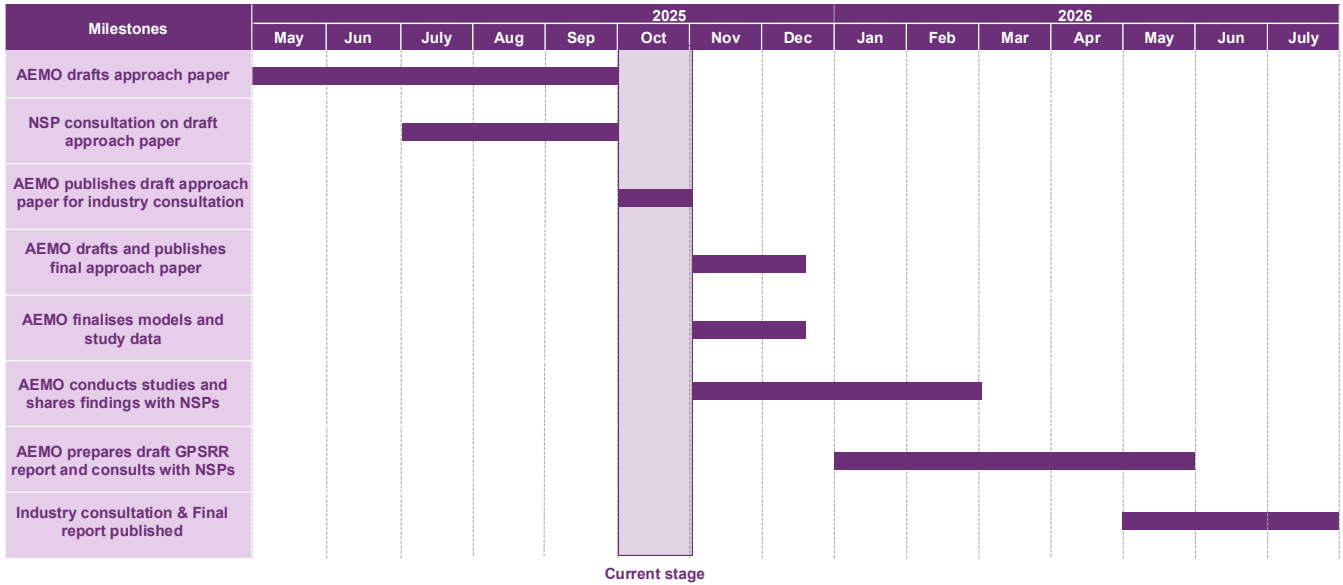 Milestones
2025
2026
May Jun July Aug Sep Oct Nov Dec Jan Feb Mar Apr May Jun July
AEMO drafts approach paper
NSP consultation on draft
approach paper
AEMO publishes draft approach
paper for industry consultation
AEMO drafts and publishes
final approach paper
AEMO finalises models and
study data
AEMO conducts studies and
shares findings with NSPs
AEMO prepares draft GPSRR
report and consults with NSPs
Industry consultation & Final
report published
Current stage